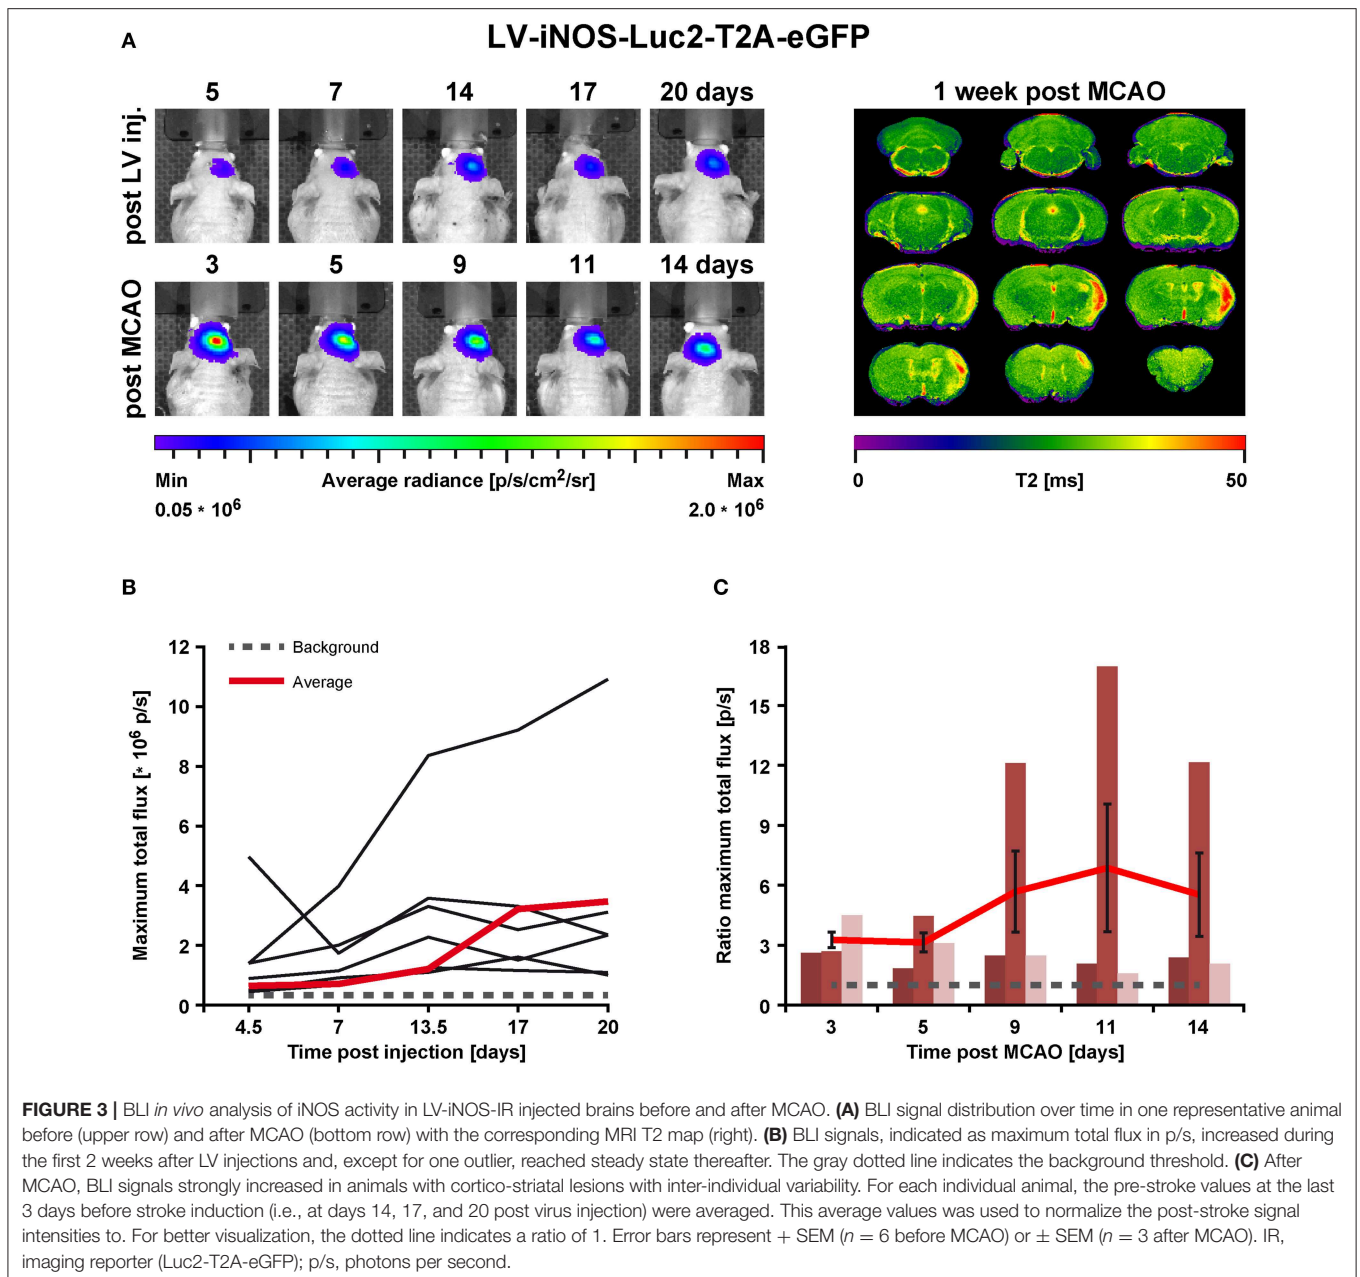 LV-iNOS-Luc2-T2A-eGFP
A
5 7 14 17 20 days
post LV inj.
3 5 9 11 14 days
post MCAO
Min Average radiance [p/s/cm²/sr] Max
0.05 * 10⁶ 2.0 * 10⁶
1 week post MCAO
0 T2 [ms] 50
B
Maximum total flux [* 10⁶ p/s]
12
10
8
6
4
2
0
Background
Average
4.5 7 13.5 17 20
Time post injection [days]
C
Ratio maximum total flux [p/s]
18
15
12
9
6
3
0
3 5 9 11 14
Time post MCAO [days]
FIGURE 3 | BLI in vivo analysis of iNOS activity in LV-iNOS-IR injected brains before and after MCAO. (A) BLI signal distribution over time in one representative animal
before (upper row) and after MCAO (bottom row) with the corresponding MRI T2 map (right). (B) BLI signals, indicated as maximum total flux in p/s, increased during
the first 2 weeks after LV injections and, except for one outlier, reached steady state thereafter. The gray dotted line indicates the background threshold. (C) After
MCAO, BLI signals strongly increased in animals with cortico-striatal lesions with inter-individual variability. For each individual animal, the pre-stroke values at the last
3 days before stroke induction (i.e., at days 14, 17, and 20 post virus injection) were averaged. This average values was used to normalize the post-stroke signal
intensities to. For better visualization, the dotted line indicates a ratio of 1. Error bars represent + SEM (n = 6 before MCAO) or ± SEM (n = 3 after MCAO). IR,
imaging reporter (Luc2-T2A-eGFP); p/s, photons per second.